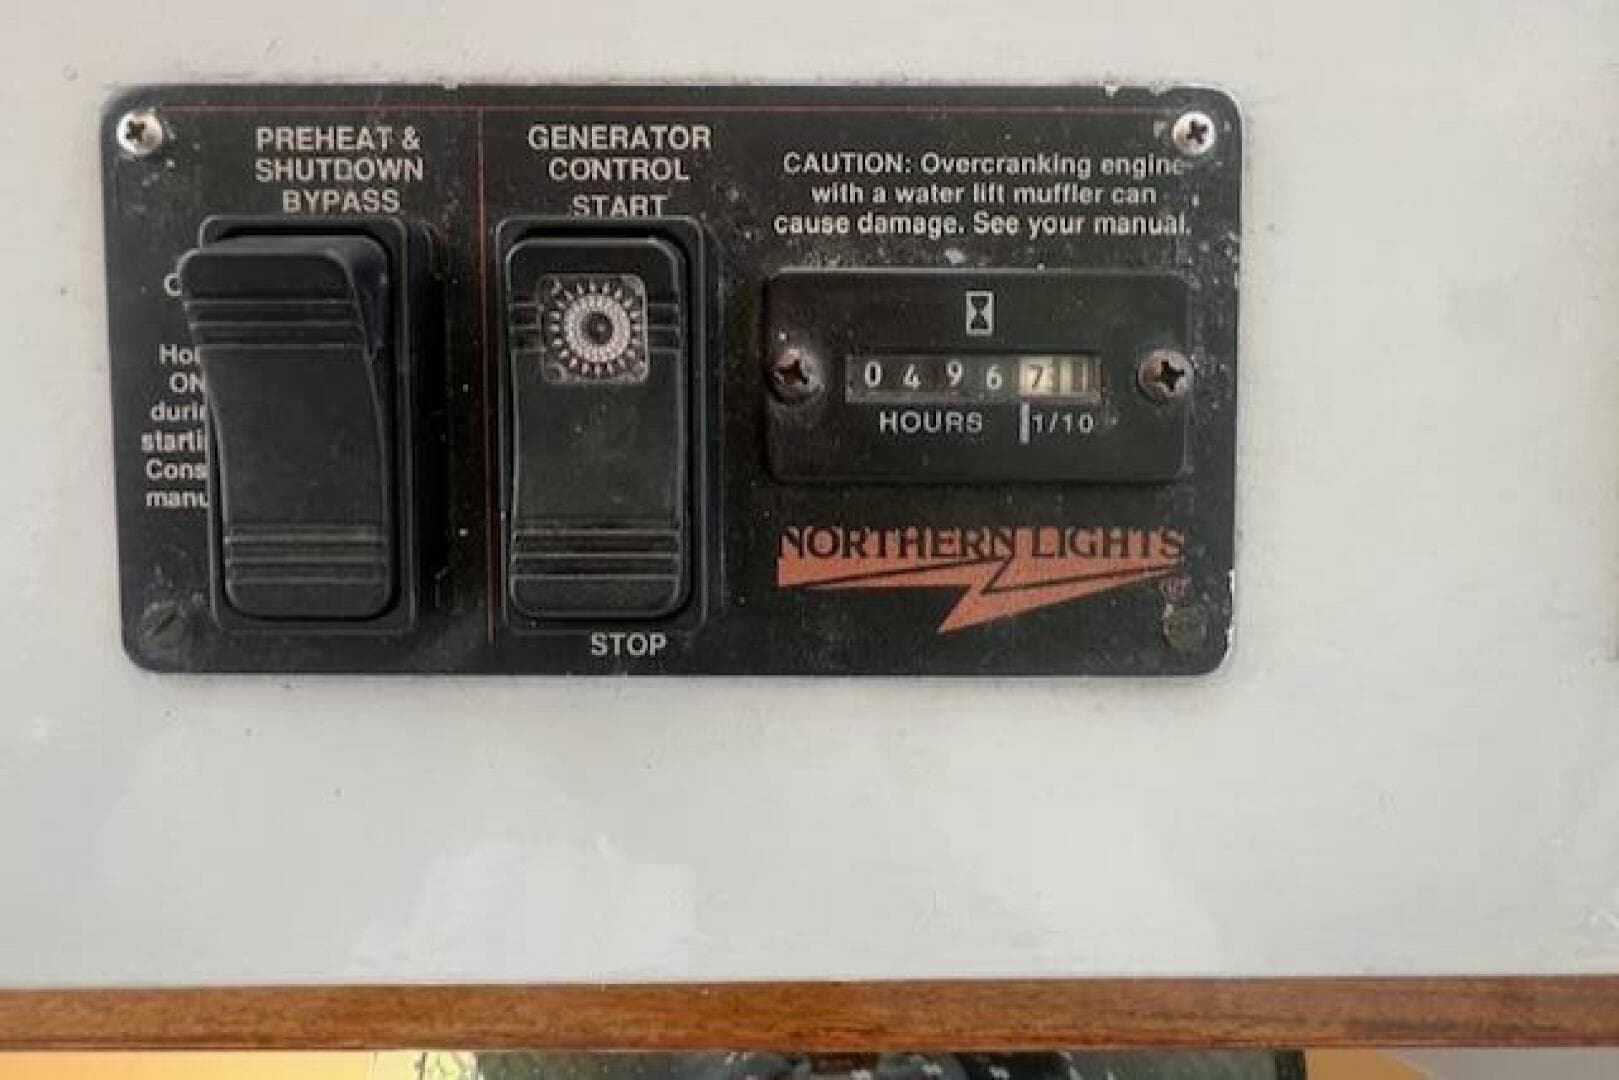 PREHEAT &
SHUTDOWN
BYPASS
ON
GENERATOR
CONTROL
START
STOP
CAUTION: Overcranking engine
with a water lift muffler can
cause damage. See your manual.
0 4 9 6 7
HOURS 1/10
NORTHERN LIGHTS